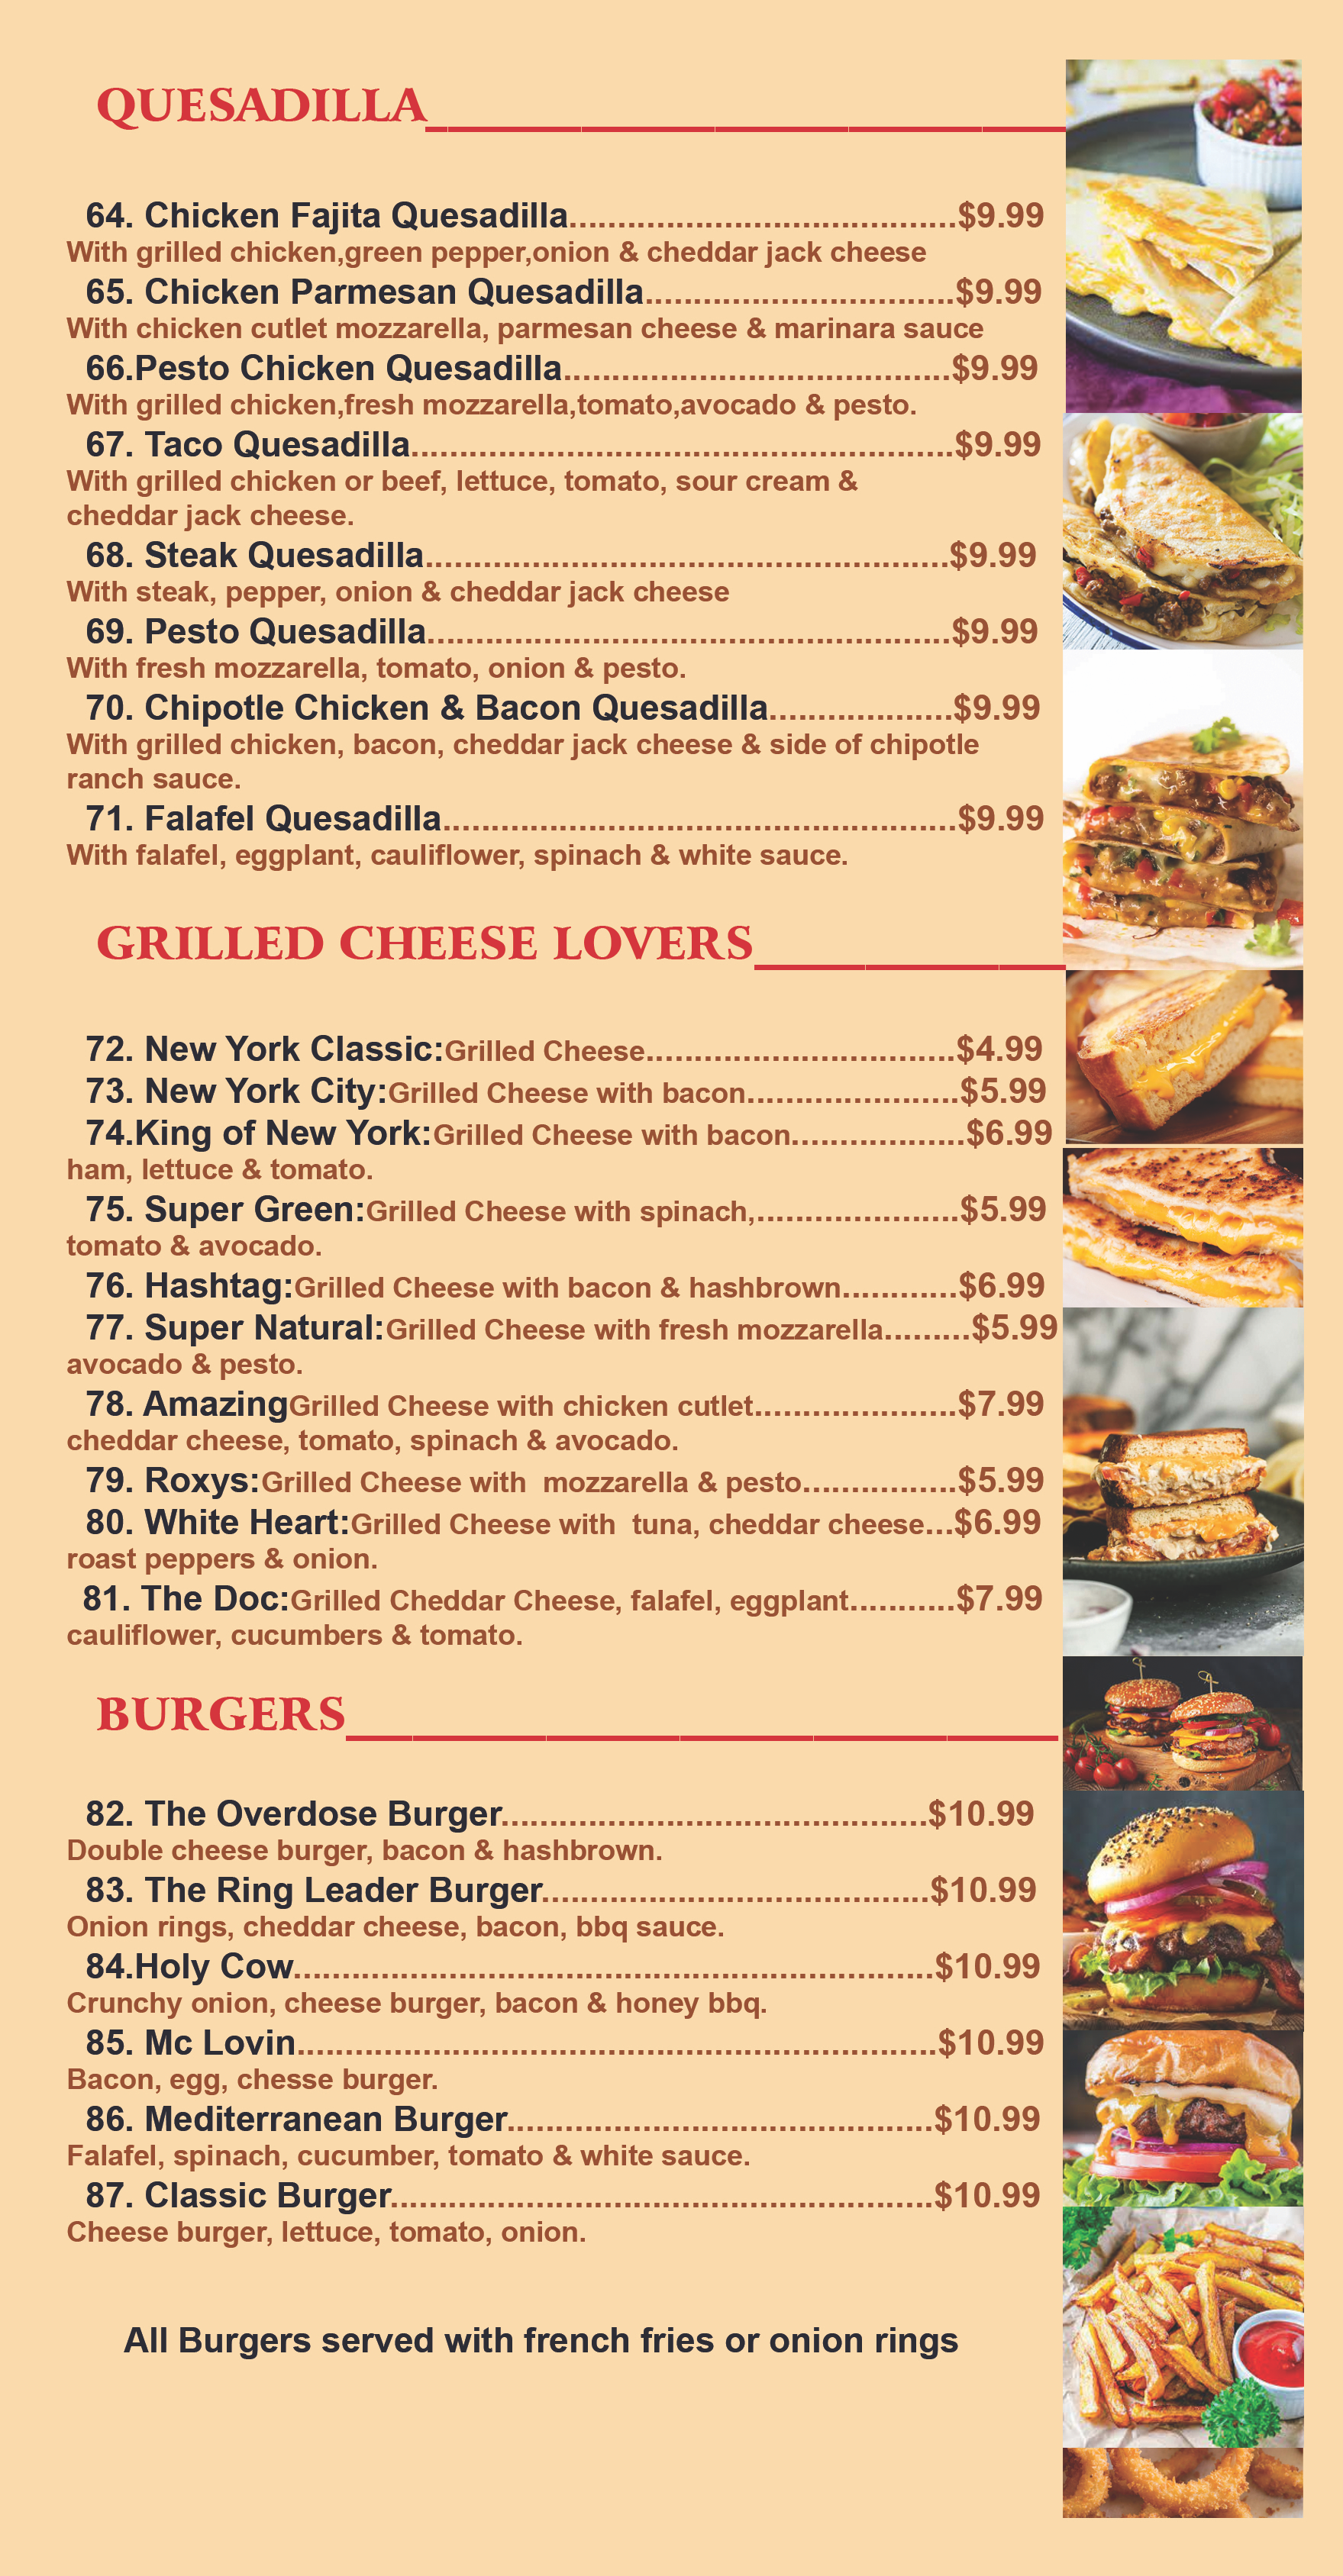 QUESADILLA
64. Chicken Fajita Quesadilla........................................$9.99
With grilled chicken,green pepper,onion & cheddar jack cheese
65. Chicken Parmesan Quesadilla................................$9.99
With chicken cutlet mozzarella, parmesan cheese & marinara sauce
66.Pesto Chicken Quesadilla........................................$9.99
With grilled chicken,fresh mozzarella,tomato,avocado & pesto.
67. Taco Quesadilla........................................................$9.99
With grilled chicken or beef, lettuce, tomato, sour cream &
cheddar jack cheese.
68. Steak Quesadilla......................................................$9.99
With steak, pepper, onion & cheddar jack cheese
69. Pesto Quesadilla......................................................$9.99
With fresh mozzarella, tomato, onion & pesto.
70. Chipotle Chicken & Bacon Quesadilla...................$9.99
With grilled chicken, bacon, cheddar jack cheese & side of chipotle
ranch sauce.
71. Falafel Quesadilla.....................................................$9.99
With falafel, eggplant, cauliflower, spinach & white sauce.
GRILLED CHEESE LOVERS
72. New York Classic:Grilled Cheese................................$4.99
73. New York City:Grilled Cheese with bacon......................$5.99
74.King of New York:Grilled Cheese with bacon..................$6.99
ham, lettuce & tomato.
75. Super Green:Grilled Cheese with spinach,.....................$5.99
tomato & avocado.
76. Hashtag:Grilled Cheese with bacon & hashbrown............$6.99
77. Super Natural:Grilled Cheese with fresh mozzarella.........$5.99
avocado & pesto.
78. AmazingGrilled Cheese with chicken cutlet.....................$7.99
cheddar cheese, tomato, spinach & avocado.
79. Roxys:Grilled Cheese with mozzarella & pesto................$5.99
80. White Heart:Grilled Cheese with tuna, cheddar cheese...$6.99
roast peppers & onion.
81. The Doc:Grilled Cheddar Cheese, falafel, eggplant...........$7.99
cauliflower, cucumbers & tomato.
BURGERS
82. The Overdose Burger............................................$10.99
Double cheese burger, bacon & hashbrown.
83. The Ring Leader Burger........................................$10.99
Onion rings, cheddar cheese, bacon, bbq sauce.
84.Holy Cow..................................................................$10.99
Crunchy onion, cheese burger, bacon & honey bbq.
85. Mc Lovin..................................................................$10.99
Bacon, egg, chesse burger.
86. Mediterranean Burger............................................$10.99
Falafel, spinach, cucumber, tomato & white sauce.
87. Classic Burger........................................................$10.99
Cheese burger, lettuce, tomato, onion.
All Burgers served with french fries or onion rings